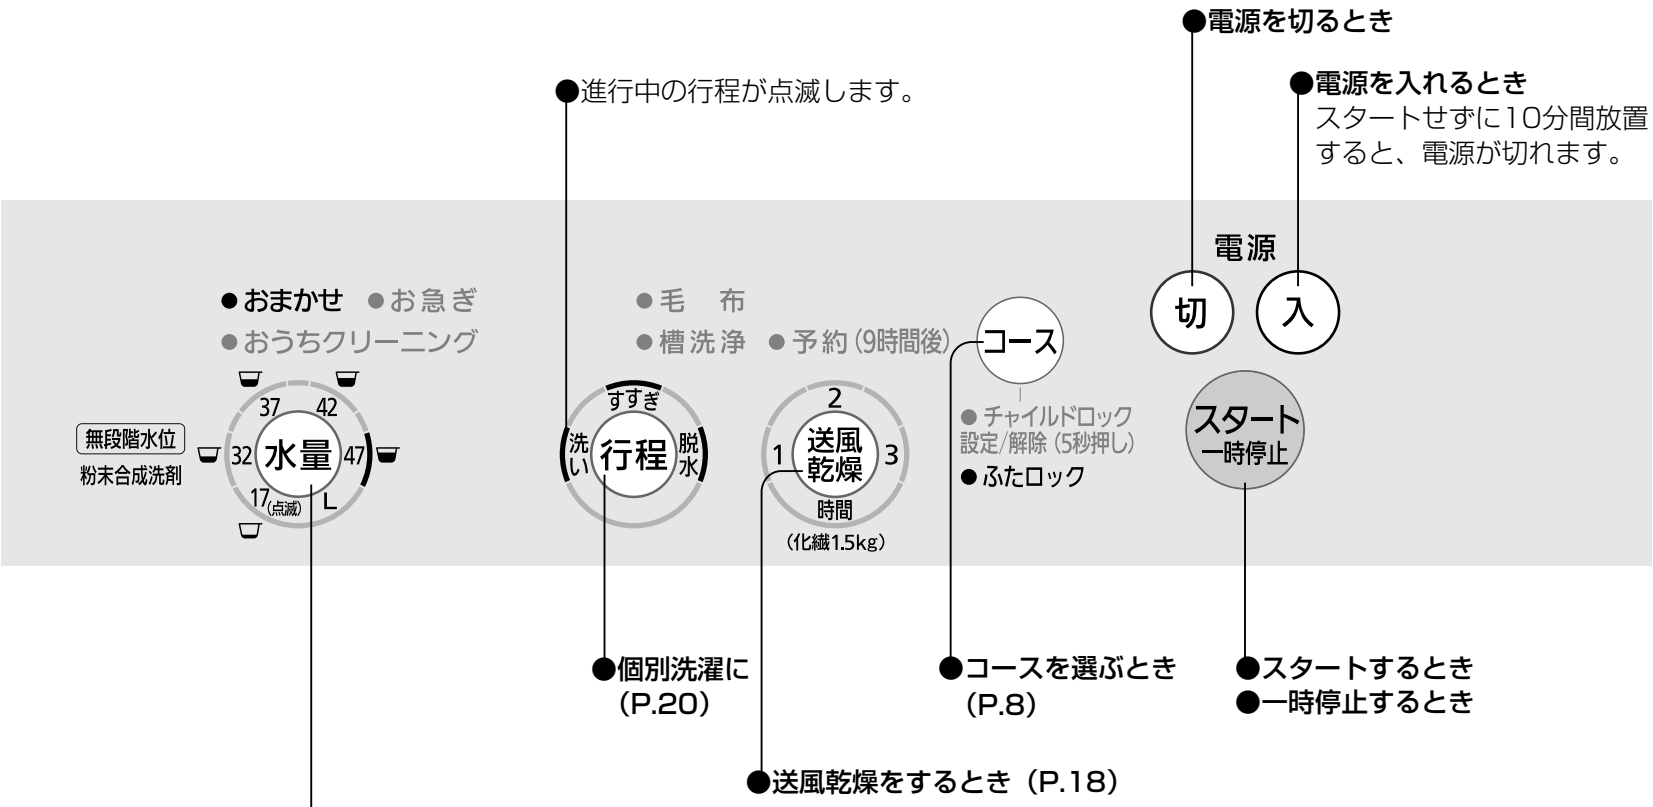 ●電源を切るとき
●進行中の行程が点滅します。
●電源を入れるとき
スタートせずに10分間放置
すると、電源が切れます。
電源
切
入
●おまかせ ●お急ぎ
●おうちクリーニング
●毛 布
●槽洗浄 ●予約(9時間後)
コース
37 42
無段階水位
粉末合成洗剤
32 水量 47
17(点滅) L
すすぎ
洗い 行程 脱水
2
1 送風乾燥 3
時間
(化繊1.5kg)
●チャイルドロック
設定/解除(5秒押し)
●ふたロック
スタート
一時停止
●個別洗濯に
(P.20)
●コースを選ぶとき
(P.8)
●スタートするとき
●一時停止するとき
●送風乾燥をするとき(P.18)